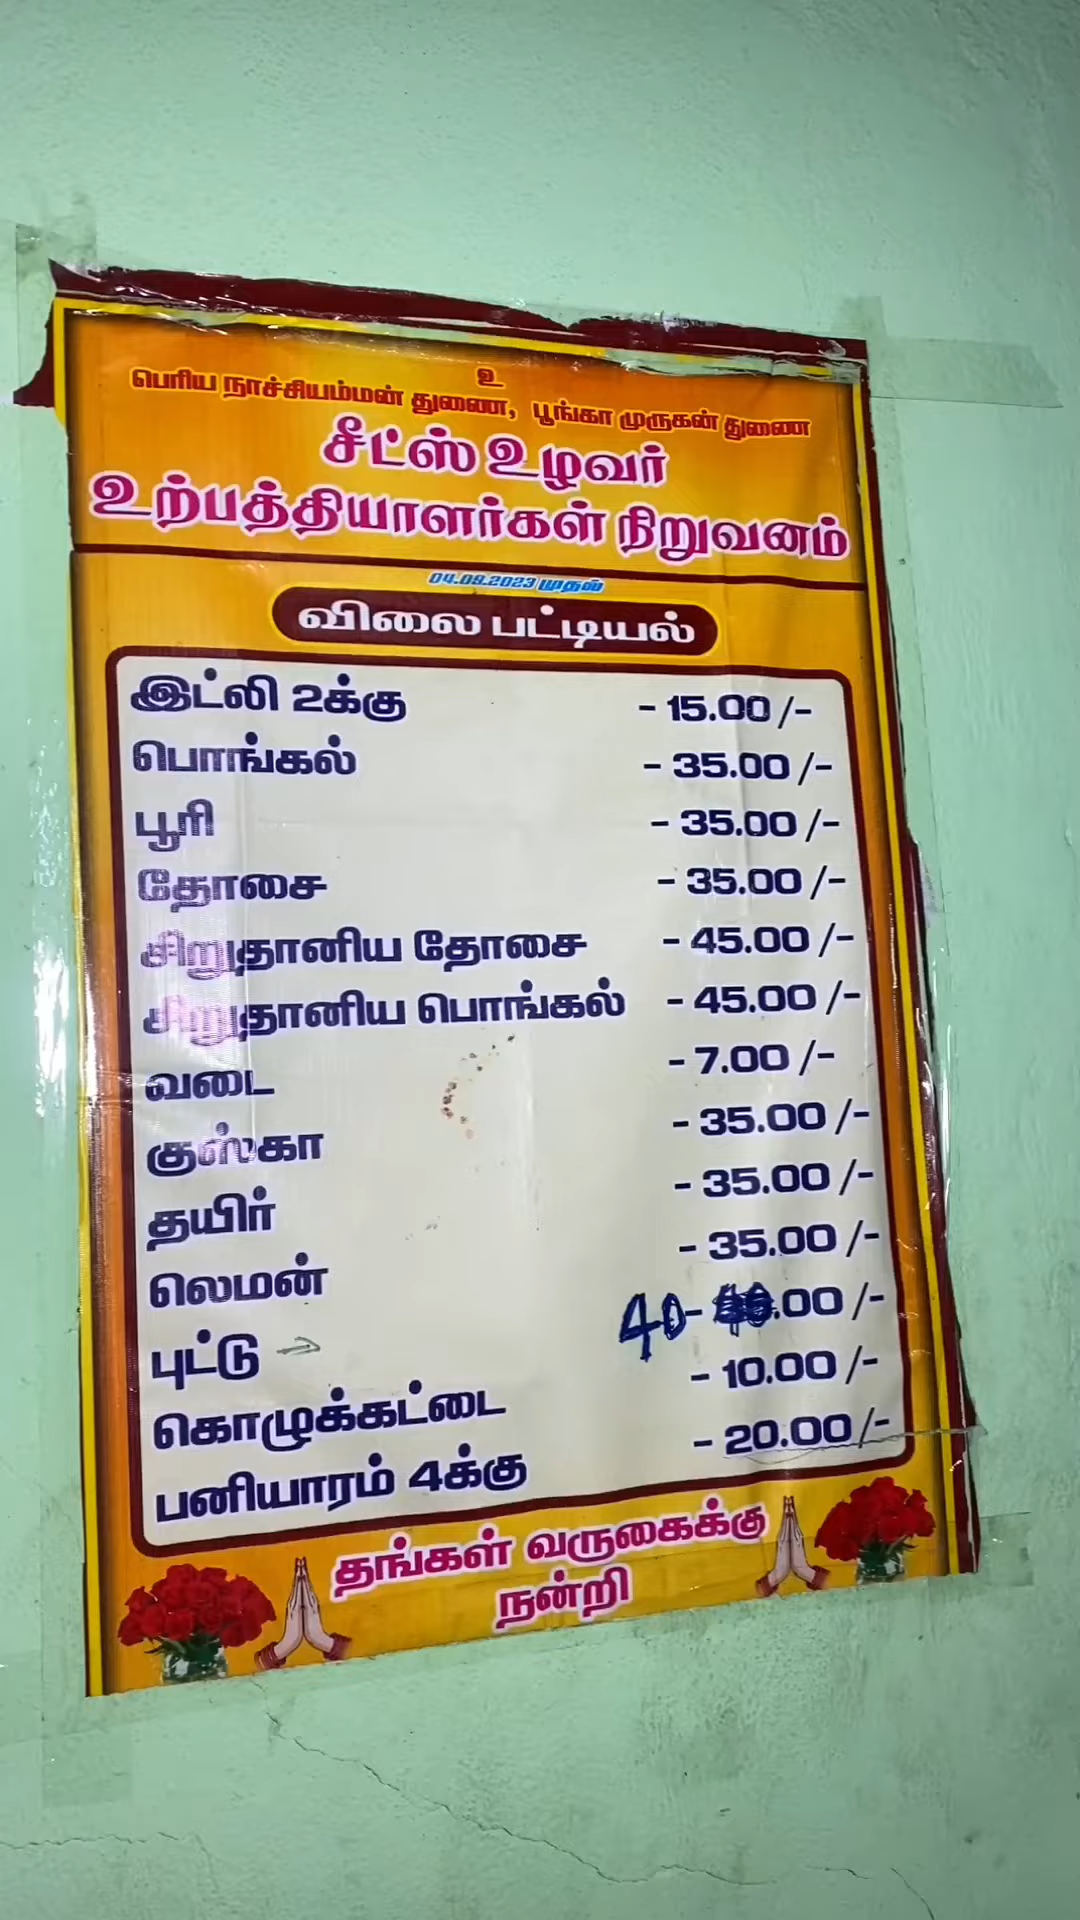 உ
பெரிய நாச்சியம்மன் துணை, பூங்கா முருகன் துணை
சீட்ஸ் உழவர்
உற்பத்தியாளர்கள் நிறுவனம்
04.09.2023 முதல்
விலை பட்டியல்
இட்லி 2க்கு - 15.00 /-
பொங்கல் - 35.00 /-
பூரி - 35.00 /-
தோசை - 35.00 /-
சிறுதானிய தோசை - 45.00 /-
சிறுதானிய பொங்கல் - 45.00 /-
வடை - 7.00 /-
குஸ்கா - 35.00 /-
தயிர் - 35.00 /-
லெமன் - 35.00 /-
புட்டு → 40 - .00 /-
கொழுக்கட்டை - 10.00 /-
பனியாரம் 4க்கு - 20.00 /-
தங்கள் வருகைக்கு
நன்றி